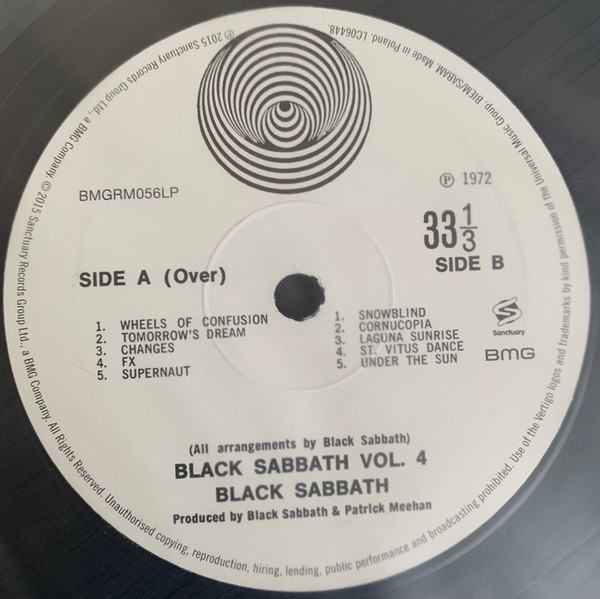 ℗ 2015 Sanctuary Records Group Ltd., a BMG Company. © 2015 Sanctuary Records Group Ltd., a BMG Company. All Rights Reserved. Unauthorised copying, reproduction, hiring, lending, public performance and broadcasting prohibited. Use of the Vertigo logos and trademarks by kind permission of the Universal Music Group. BIEM/SABAM. Made in Poland. LC06448.
BMGRM056LP
℗ 1972
33 1/3
SIDE A (Over)
SIDE B
1. WHEELS OF CONFUSION
2. TOMORROW'S DREAM
3. CHANGES
4. FX
5. SUPERNAUT
1. SNOWBLIND
2. CORNUCOPIA
3. LAGUNA SUNRISE
4. ST. VITUS DANCE
5. UNDER THE SUN
Sanctuary
BMG
(All arrangements by Black Sabbath)
BLACK SABBATH VOL. 4
BLACK SABBATH
Produced by Black Sabbath & Patrick Meehan